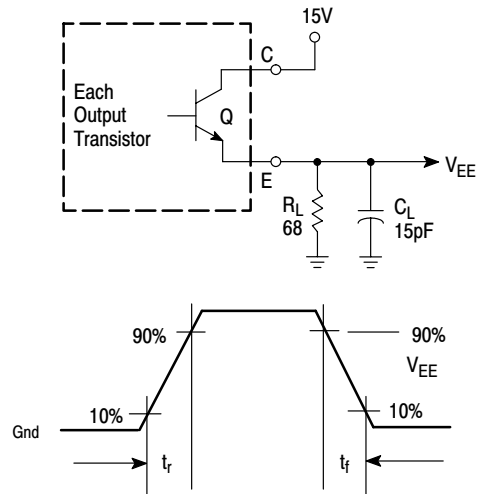 15V
C
Each
Output
Transistor
Q
E
V_EE
R_L
68
C_L
15pF
90%
90%
V_EE
10%
10%
Gnd
t_r
t_f